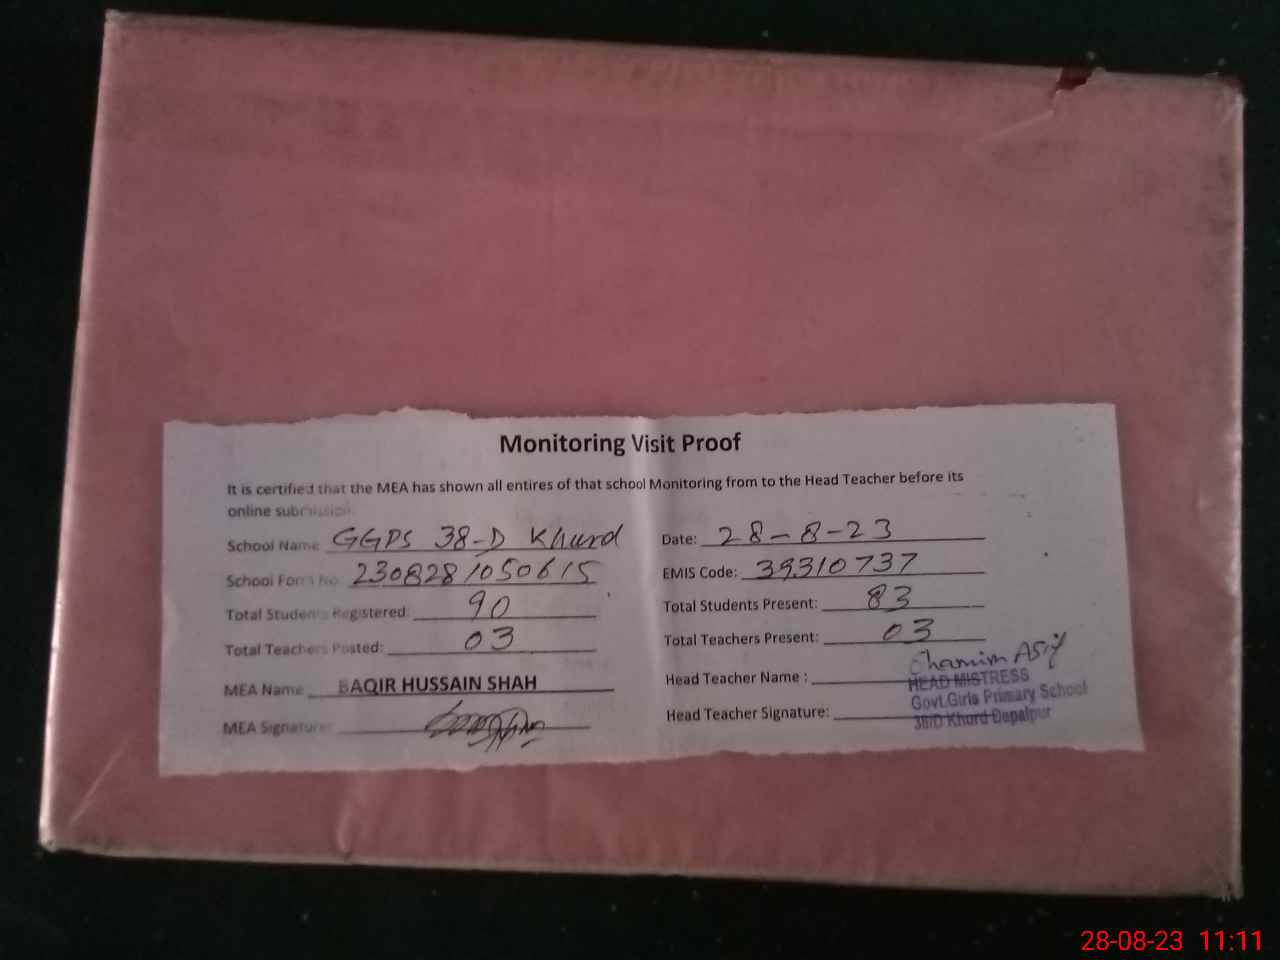 Monitoring Visit Proof
It is certified that the MEA has shown all entires of that school Monitoring from to the Head Teacher before its
online submission
School Name GGPS 38-D Khurd Date: 28-8-23
School Form No. 2308281050615 EMIS Code: 39310737
Total Students Registered: 90 Total Students Present: 83
Total Teachers Posted: 03 Total Teachers Present: 03
MEA Name BAQIR HUSSAIN SHAH Head Teacher Name : Shamim Asif
HEAD MISTRESS
Govt.Girls Primary School
MEA Signature: Head Teacher Signature: 38/D Khurd Depalpur
28-08-23 11:11